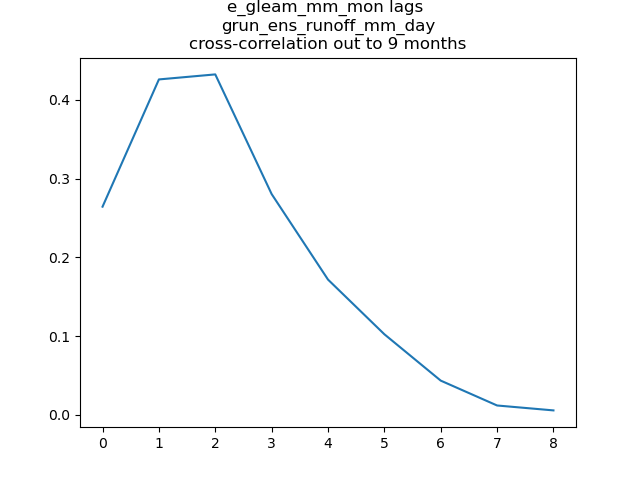 e_gleam_mm_mon lags
grun_ens_runoff_mm_day
cross-correlation out to 9 months
0.4
0.3
0.2
0.1
0.0
0 1 2 3 4 5 6 7 8